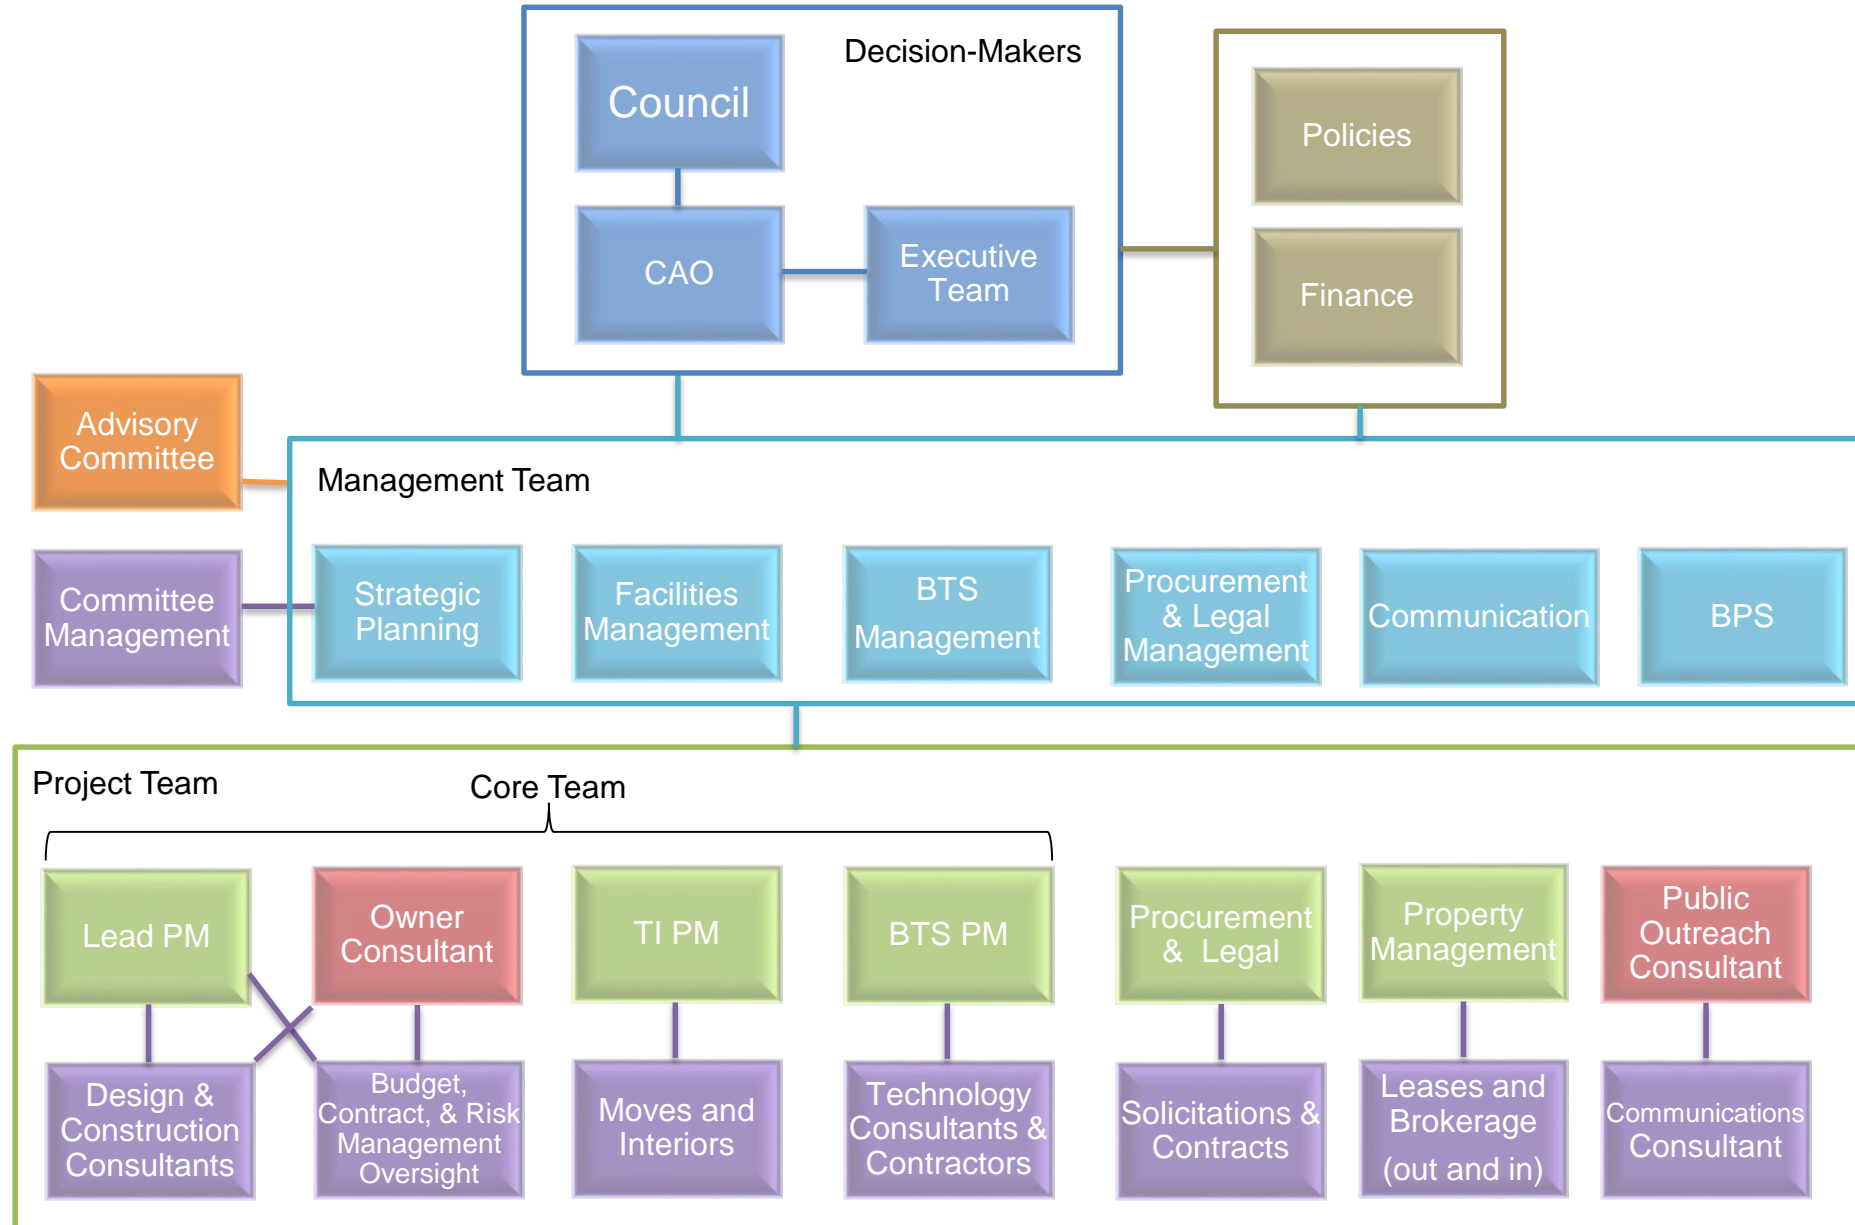 Decision-Makers
Council
CAO
Executive
Team
Policies
Finance
Advisory
Committee
Management Team
Committee
Management
Strategic
Planning
Facilities
Management
BTS
Management
Procurement
& Legal
Management
Communication
BPS
Project Team
Core Team
Lead PM
Owner
Consultant
TI PM
BTS PM
Procurement
& Legal
Property
Management
Public
Outreach
Consultant
Design &
Construction
Consultants
Budget,
Contract, & Risk
Management
Oversight
Moves and
Interiors
Technology
Consultants &
Contractors
Solicitations &
Contracts
Leases and
Brokerage
(out and in)
Communications
Consultant